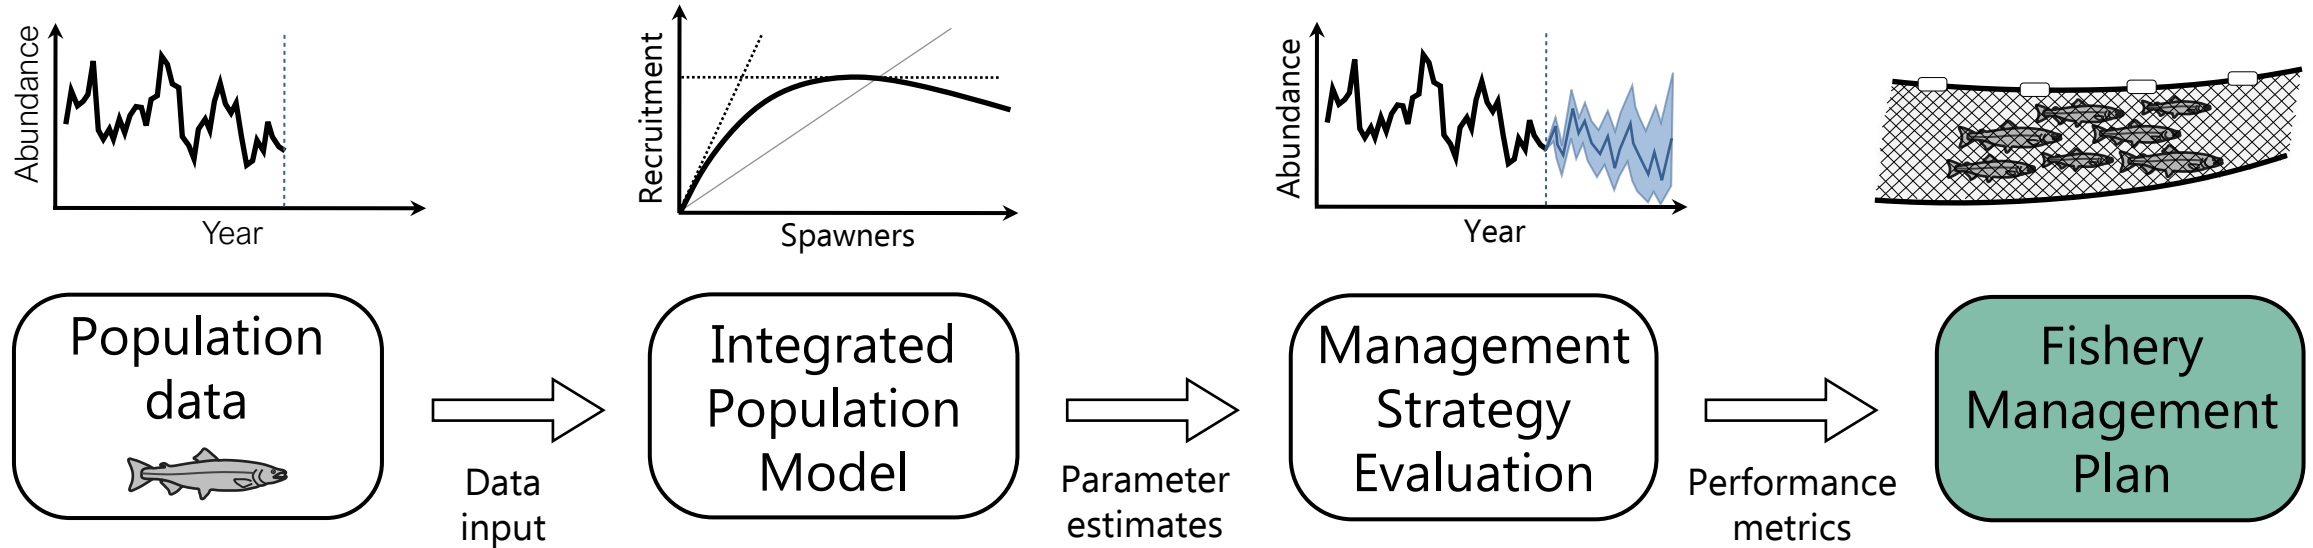 Abundance
Year
Recruitment
Spawners
Abundance
Year
Population
data
Data
input
Integrated
Population
Model
Parameter
estimates
Management
Strategy
Evaluation
Performance
metrics
Fishery
Management
Plan